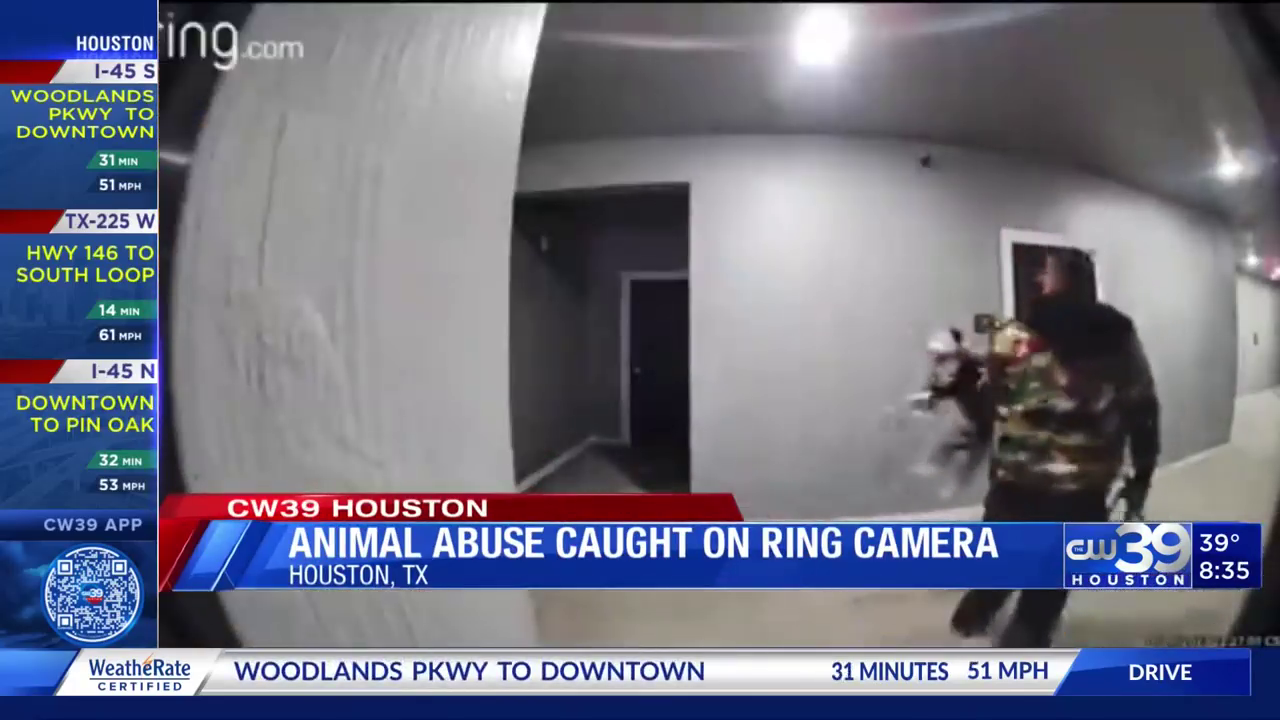 HOUSTON
I-45 S
WOODLANDS
PKWY TO
DOWNTOWN
31 MIN
51 MPH
TX-225 W
HWY 146 TO
SOUTH LOOP
14 MIN
61 MPH
I-45 N
DOWNTOWN
TO PIN OAK
32 MIN
53 MPH
CW39 APP
ring.com
CW39 HOUSTON
ANIMAL ABUSE CAUGHT ON RING CAMERA
HOUSTON, TX
THE CW 39
HOUSTON
39°
8:35
WeatheRate
CERTIFIED
WOODLANDS PKWY TO DOWNTOWN 31 MINUTES 51 MPH DRIVE